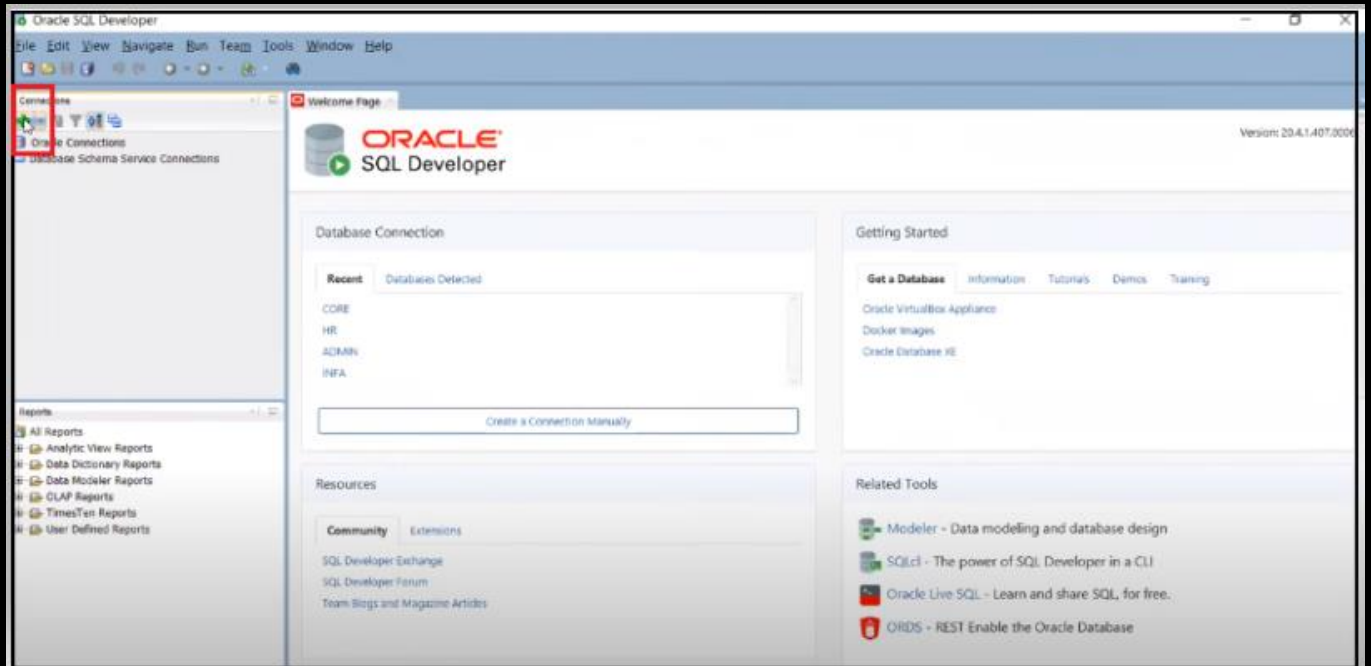 Oracle SQL Developer
File Edit View Navigate Run Team Tools Window Help
Connections
Welcome Page
Oracle Connections
Database Schema Service Connections
ORACLE
SQL Developer
Version: 20.4.1.407.0006
Database Connection
Recent Databases Detected
CORE
HR
ADMIN
INFA
Create a Connection Manually
Getting Started
Get a Database Information Tutorials Demos Training
Oracle VirtualBox Appliance
Docker Images
Oracle Database XE
Reports
All Reports
Analytic View Reports
Data Dictionary Reports
Data Modeler Reports
OLAP Reports
TimesTen Reports
User Defined Reports
Resources
Community Extensions
SQL Developer Exchange
SQL Developer Forum
Team Blogs and Magazine Articles
Related Tools
Modeler - Data modeling and database design
SQLcl - The power of SQL Developer in a CLI
Oracle Live SQL - Learn and share SQL, for free.
ORDS - REST Enable the Oracle Database